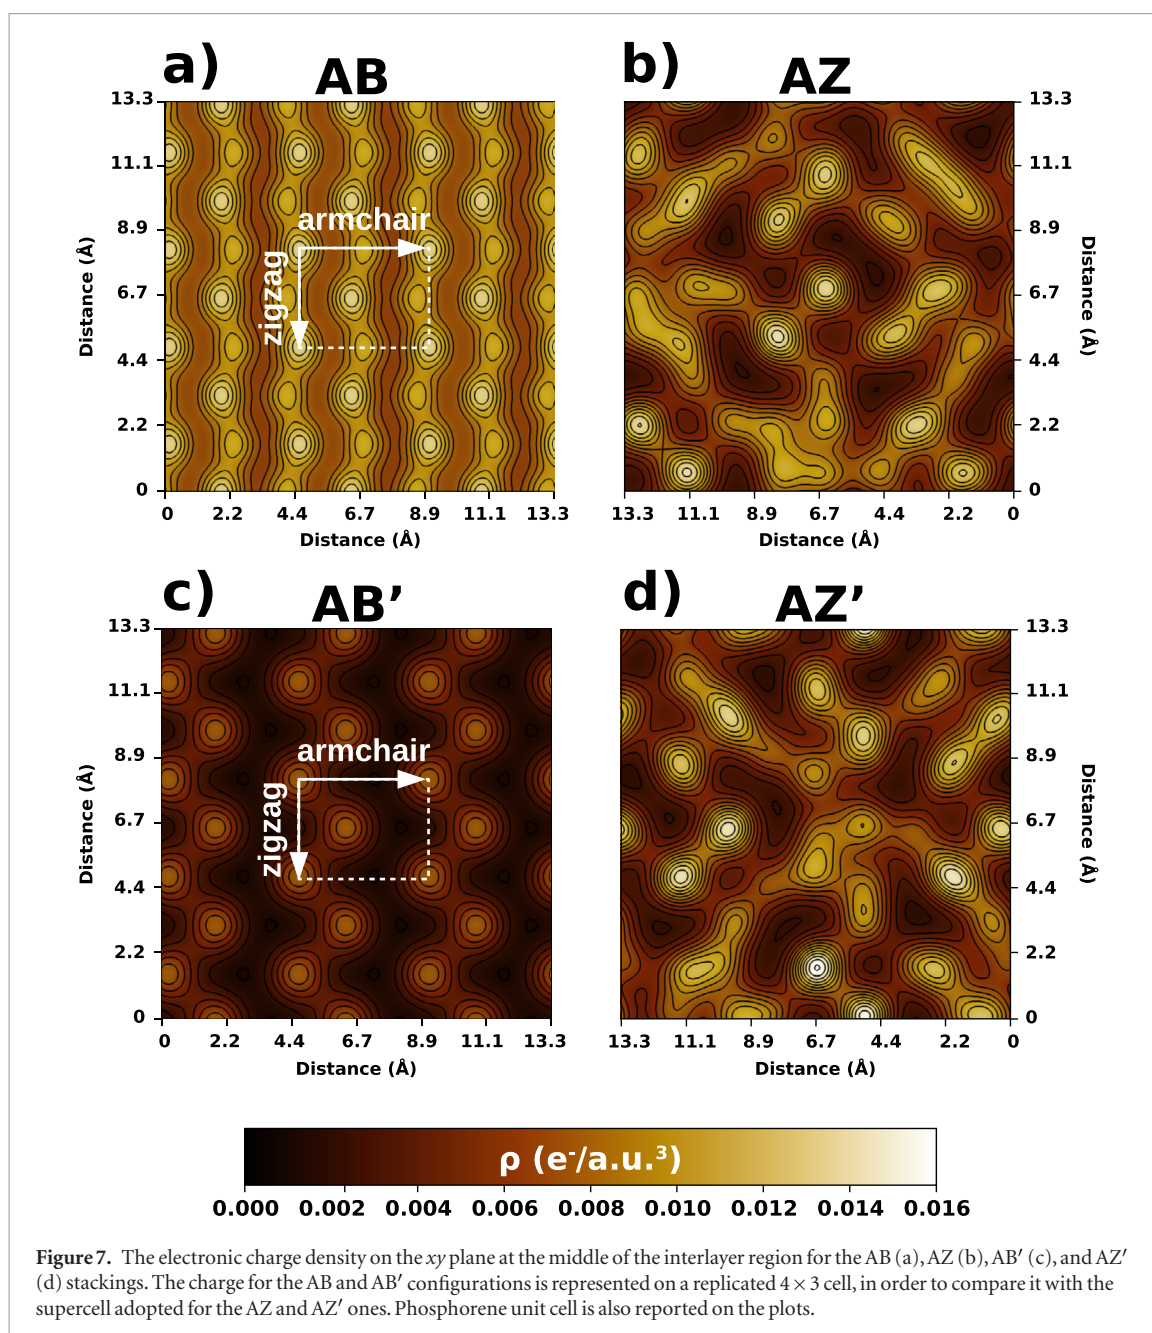 a) AB
b) AZ
13.3
11.1
8.9
6.7
4.4
2.2
0
Distance (Å)
armchair
zigzag
0 2.2 4.4 6.7 8.9 11.1 13.3
Distance (Å)
13.3
11.1
8.9
6.7
4.4
2.2
0
Distance (Å)
13.3 11.1 8.9 6.7 4.4 2.2 0
Distance (Å)
c) AB’
d) AZ’
13.3
11.1
8.9
6.7
4.4
2.2
0
Distance (Å)
armchair
zigzag
0 2.2 4.4 6.7 8.9 11.1 13.3
Distance (Å)
13.3
11.1
8.9
6.7
4.4
2.2
0
Distance (Å)
13.3 11.1 8.9 6.7 4.4 2.2 0
Distance (Å)
ρ (e⁻/a.u.³)
0.000 0.002 0.004 0.006 0.008 0.010 0.012 0.014 0.016
Figure 7. The electronic charge density on the xy plane at the middle of the interlayer region for the AB (a), AZ (b), AB′ (c), and AZ′
(d) stackings. The charge for the AB and AB′ configurations is represented on a replicated 4 × 3 cell, in order to compare it with the
supercell adopted for the AZ and AZ′ ones. Phosphorene unit cell is also reported on the plots.